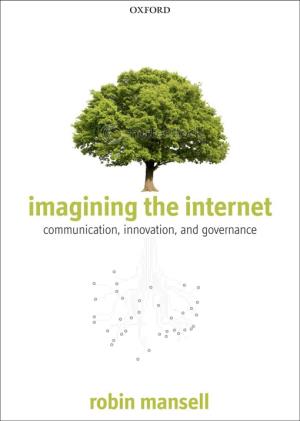 OXFORD
imagining the internet
communication, innovation, and governance
robin mansell